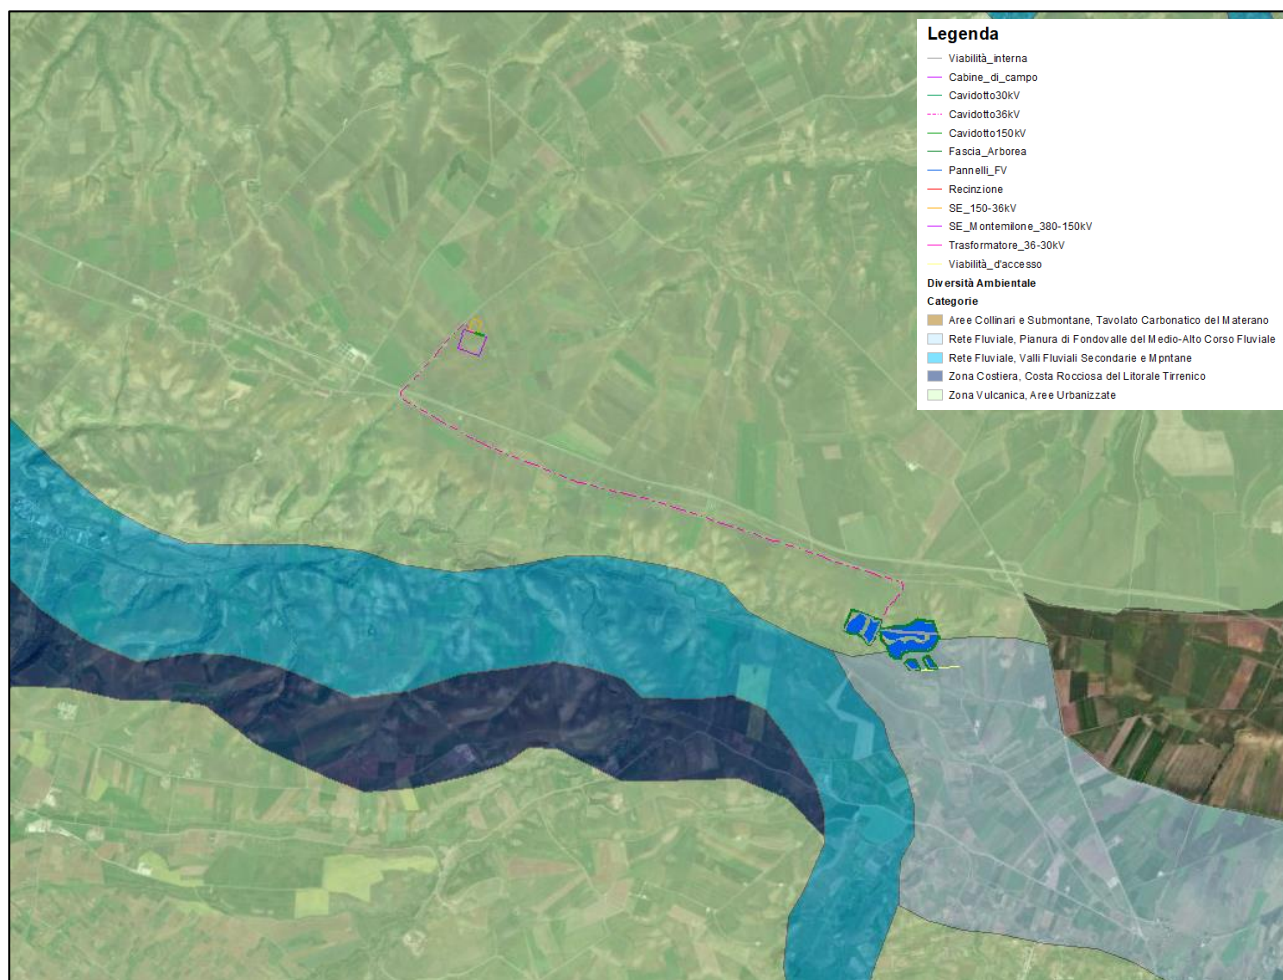 Legenda
Viabilità_interna
Cabine_di_campo
Cavidotto30kV
Cavidotto36kV
Cavidotto150kV
Fascia_Arborea
Pannelli_FV
Recinzione
SE_150-36kV
SE_Montemilone_380-150kV
Trasformatore_36-30kV
Viabilità_d'accesso
Diversità Ambientale
Categorie
Aree Collinari e Submontane, Tavolato Carbonatico del Materano
Rete Fluviale, Pianura di Fondovalle del Medio-Alto Corso Fluviale
Rete Fluviale, Valli Fluviali Secondarie e Mpntane
Zona Costiera, Costa Rocciosa del Litorale Tirrenico
Zona Vulcanica, Aree Urbanizzate